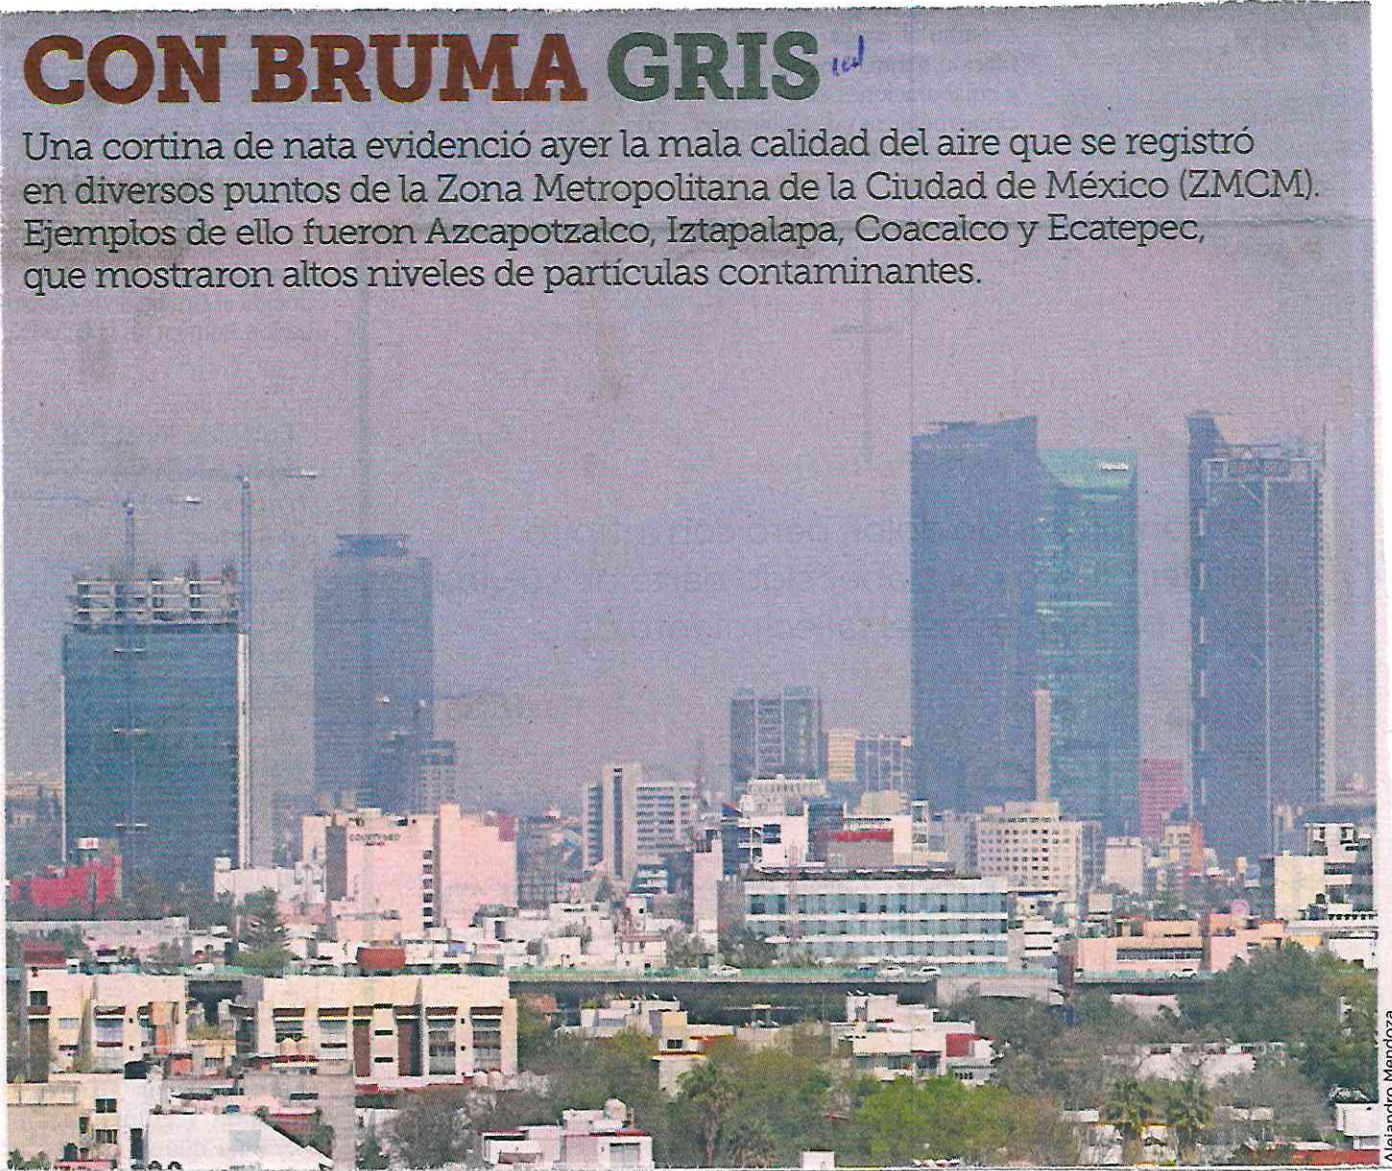 CON BRUMA GRIS
Una cortina de nata evidenció ayer la mala calidad del aire que se registró
en diversos puntos de la Zona Metropolitana de la Ciudad de México (ZMCM).
Ejemplos de ello fueron Azcapotzalco, Iztapalapa, Coacalco y Ecatepec,
que mostraron altos niveles de partículas contaminantes.
Alejandro Mendoza